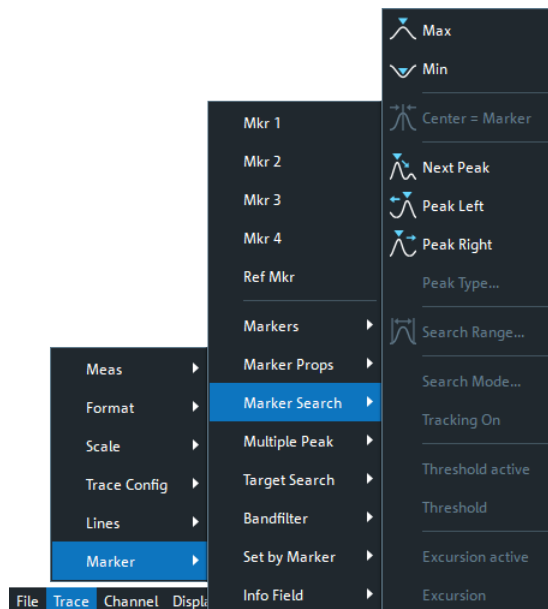 Max
Min
Center = Marker
Next Peak
Peak Left
Peak Right
Peak Type...
Search Range...
Search Mode...
Tracking On
Threshold active
Threshold
Excursion active
Excursion
Mkr 1
Mkr 2
Mkr 3
Mkr 4
Ref Mkr
Markers
Marker Props
Marker Search
Multiple Peak
Target Search
Bandfilter
Set by Marker
Info Field
Meas
Format
Scale
Trace Config
Lines
Marker
File Trace Channel